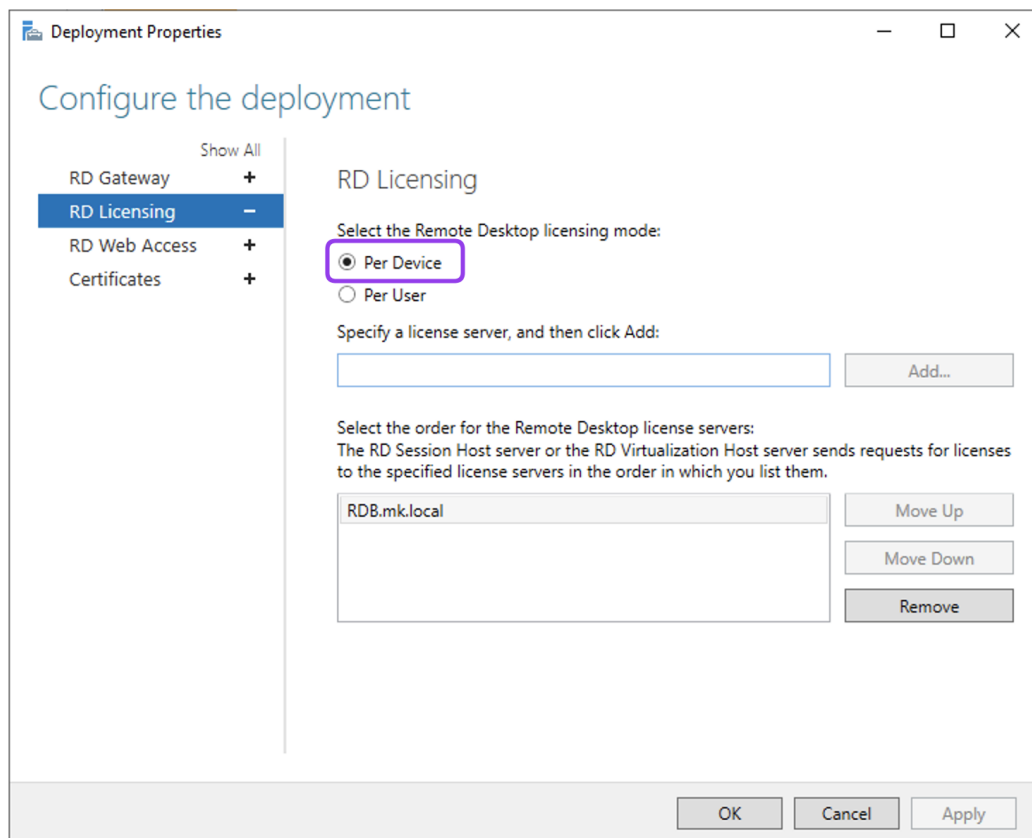 Deployment Properties
Configure the deployment
Show All
RD Gateway +
RD Licensing –
RD Web Access +
Certificates +
RD Licensing
Select the Remote Desktop licensing mode:
Per Device
Per User
Specify a license server, and then click Add:
Add...
Select the order for the Remote Desktop license servers:
The RD Session Host server or the RD Virtualization Host server sends requests for licenses
to the specified license servers in the order in which you list them.
RDB.mk.local
Move Up
Move Down
Remove
OK
Cancel
Apply